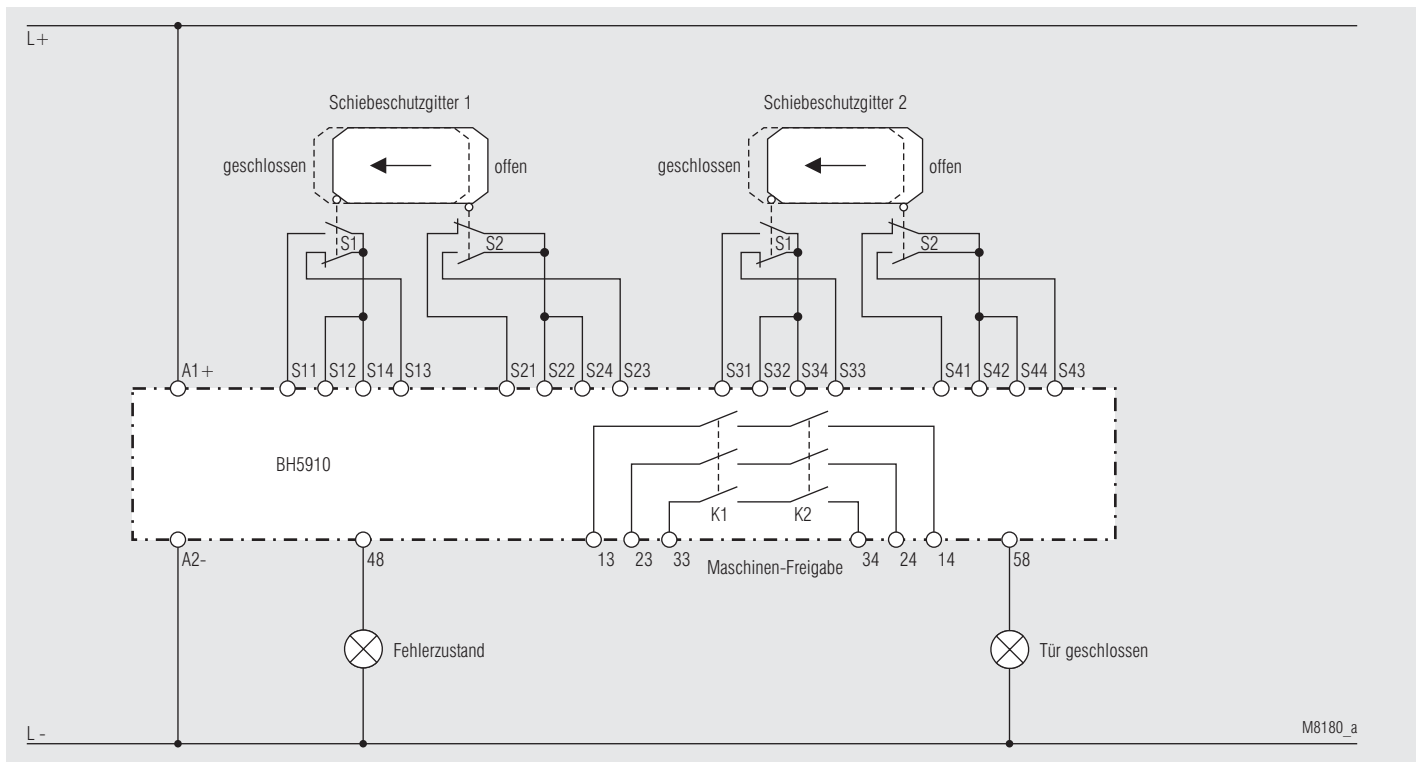 L+
Schiebeschutzgitter 1
Schiebeschutzgitter 2
geschlossen
offen
geschlossen
offen
S1
S2
S1
S2
A1+
S11
S12
S14
S13
S21
S22
S24
S23
S31
S32
S34
S33
S41
S42
S44
S43
BH5910
K1
K2
A2-
48
13
23
33
Maschinen-Freigabe
34
24
14
58
Fehlerzustand
Tür geschlossen
L -
M8180_a